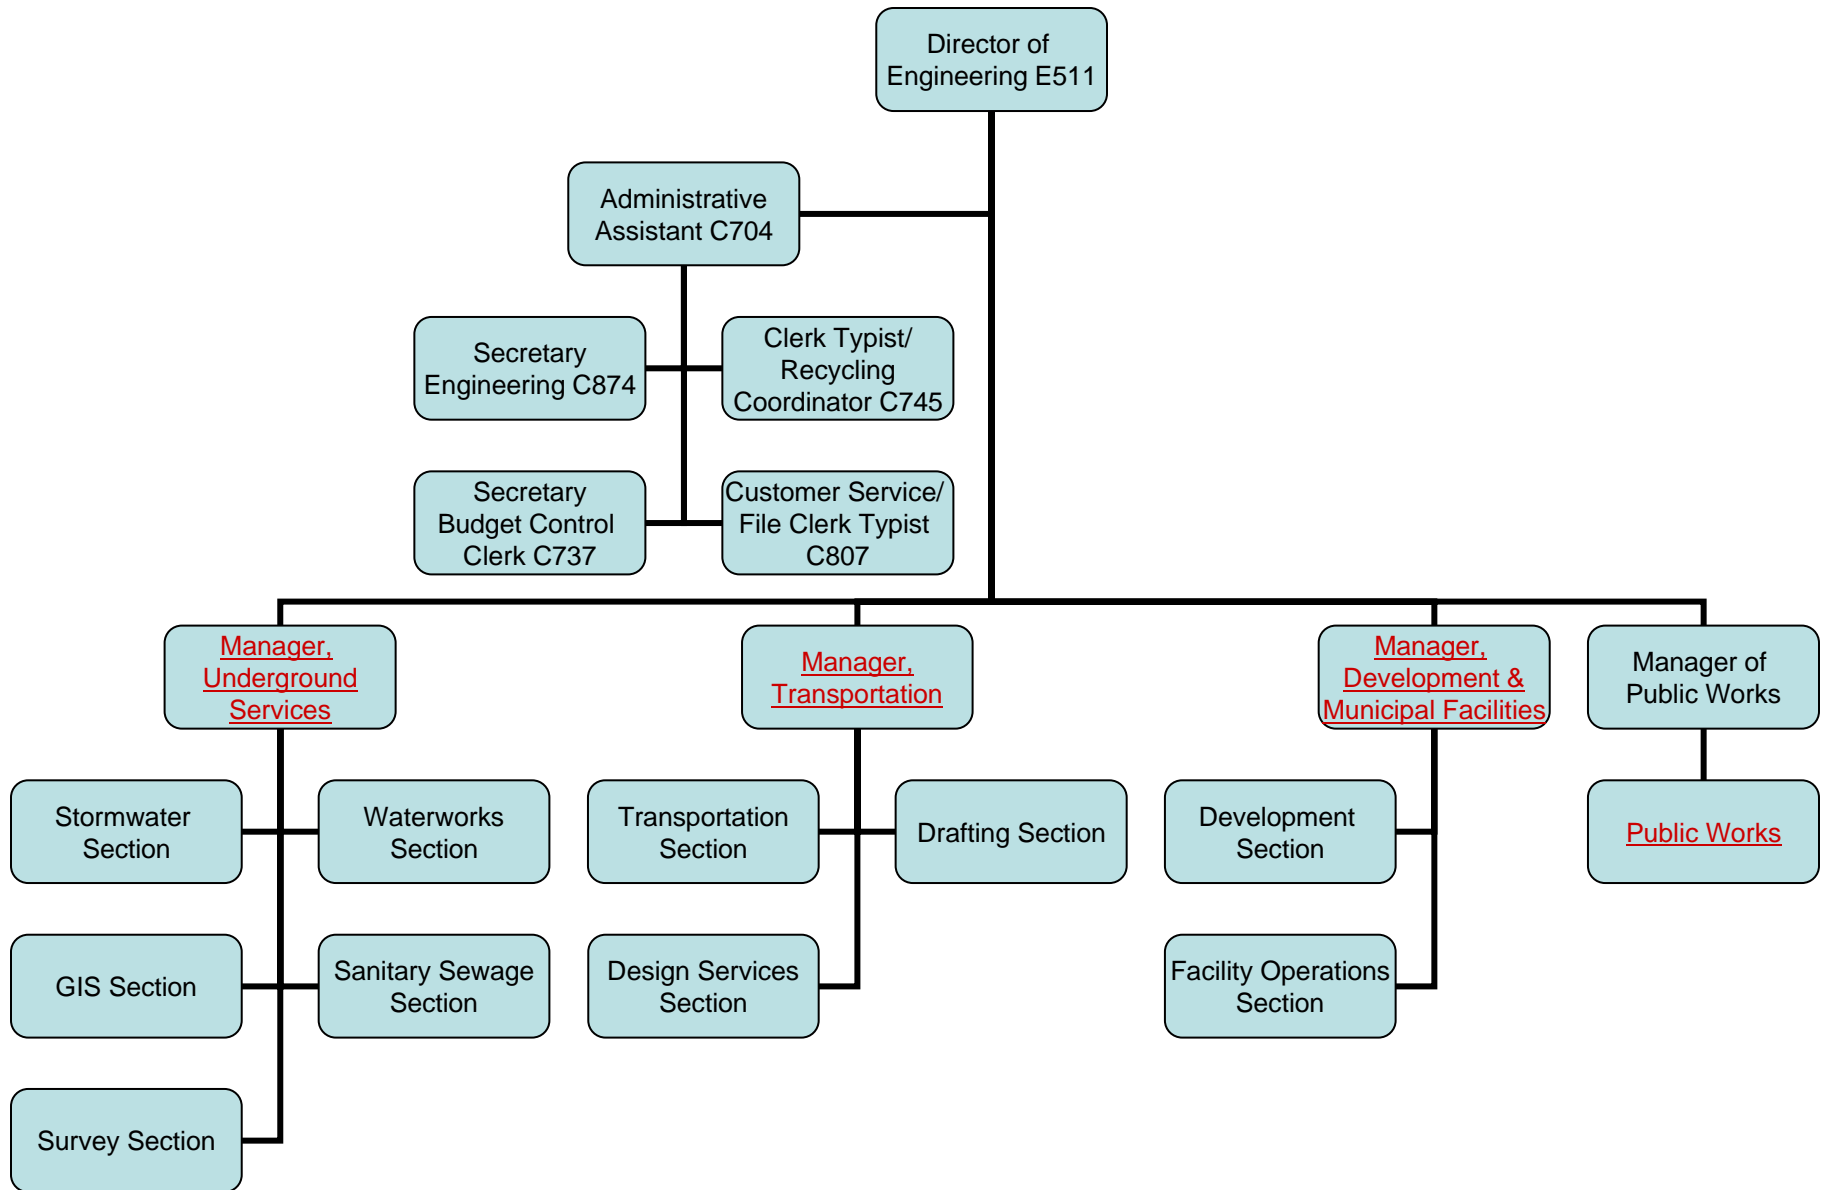 Director of
Engineering E511
Administrative
Assistant C704
Secretary
Engineering C874
Clerk Typist/
Recycling
Coordinator C745
Secretary
Budget Control
Clerk C737
Customer Service/
File Clerk Typist
C807
Manager,
Underground
Services
Manager,
Transportation
Manager,
Development &
Municipal Facilities
Manager of
Public Works
Stormwater
Section
Waterworks
Section
Transportation
Section
Drafting Section
Development
Section
Public Works
GIS Section
Sanitary Sewage
Section
Design Services
Section
Facility Operations
Section
Survey Section